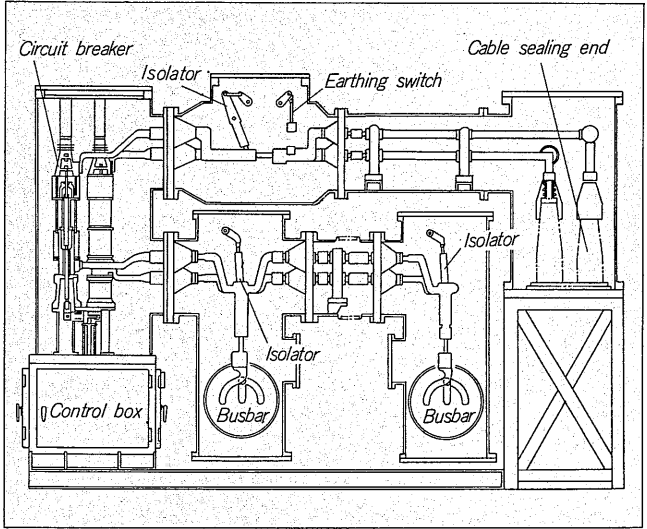 Circuit breaker
Isolator
Earthing switch
Cable sealing end
Isolator
Isolator
Control box
Busbar
Busbar